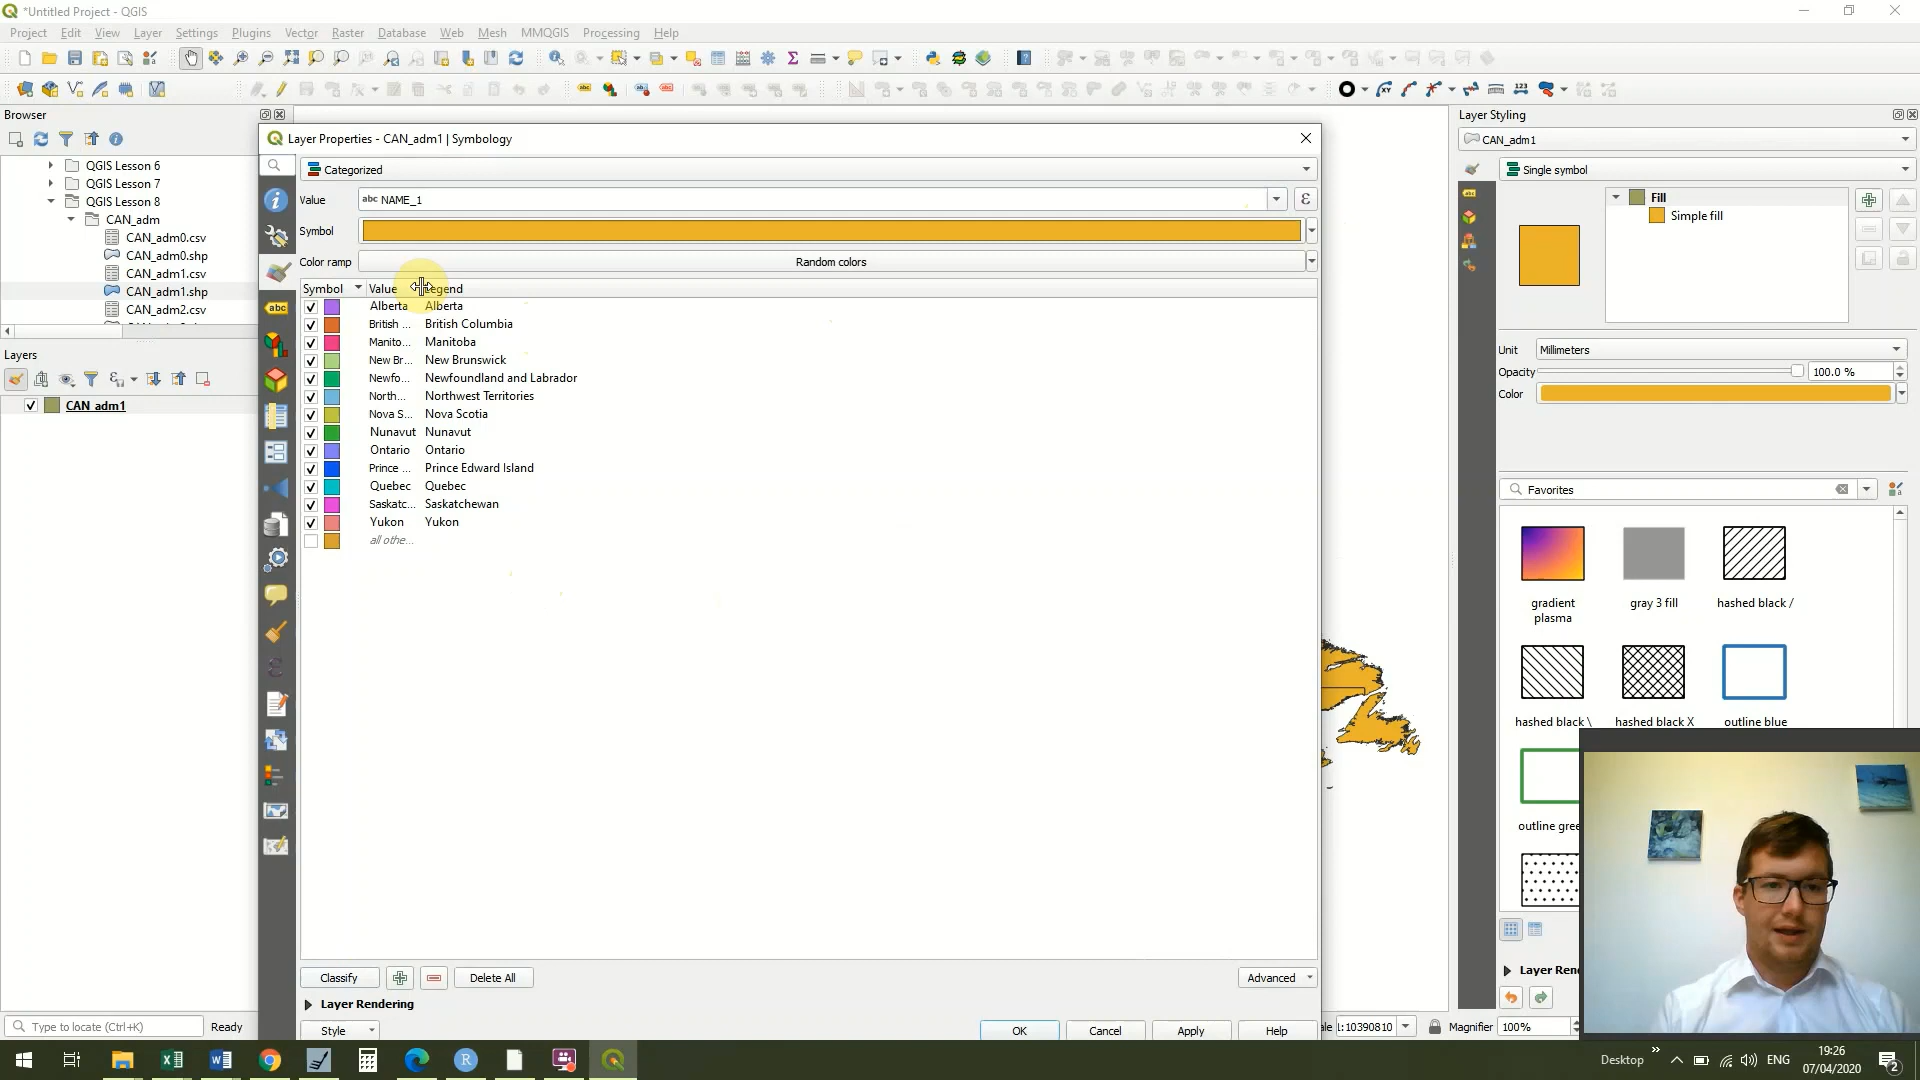 *Untitled Project - QGIS
Project Edit View Layer Settings Plugins Vector Raster Database Web Mesh MMQGIS Processing Help
Browser
QGIS Lesson 6
QGIS Lesson 7
QGIS Lesson 8
CAN_adm
CAN_adm0.csv
CAN_adm0.shp
CAN_adm1.csv
CAN_adm1.shp
CAN_adm2.csv
Layers
CAN_adm1
Type to locate (Ctrl+K) Ready
Layer Properties - CAN_adm1 | Symbology
Categorized
Value abc NAME_1 ε
Symbol
Color ramp Random colors
Symbol Value Legend
Alberta Alberta
British ... British Columbia
Manito... Manitoba
New Br... New Brunswick
Newfo... Newfoundland and Labrador
North... Northwest Territories
Nova S... Nova Scotia
Nunavut Nunavut
Ontario Ontario
Prince ... Prince Edward Island
Quebec Quebec
Saskatc... Saskatchewan
Yukon Yukon
all othe...
Classify Delete All Advanced
Layer Rendering
Style OK Cancel Apply Help
Layer Styling
CAN_adm1
Single symbol
Fill
Simple fill
Unit Millimeters
Opacity 100.0 %
Color
Favorites
gradient plasma
gray 3 fill
hashed black /
hashed black \
hashed black X
outline blue
outline gree
Layer Ren
ale 1:10390810 Magnifier 100%
Desktop » ENG
19:26
07/04/2020
2